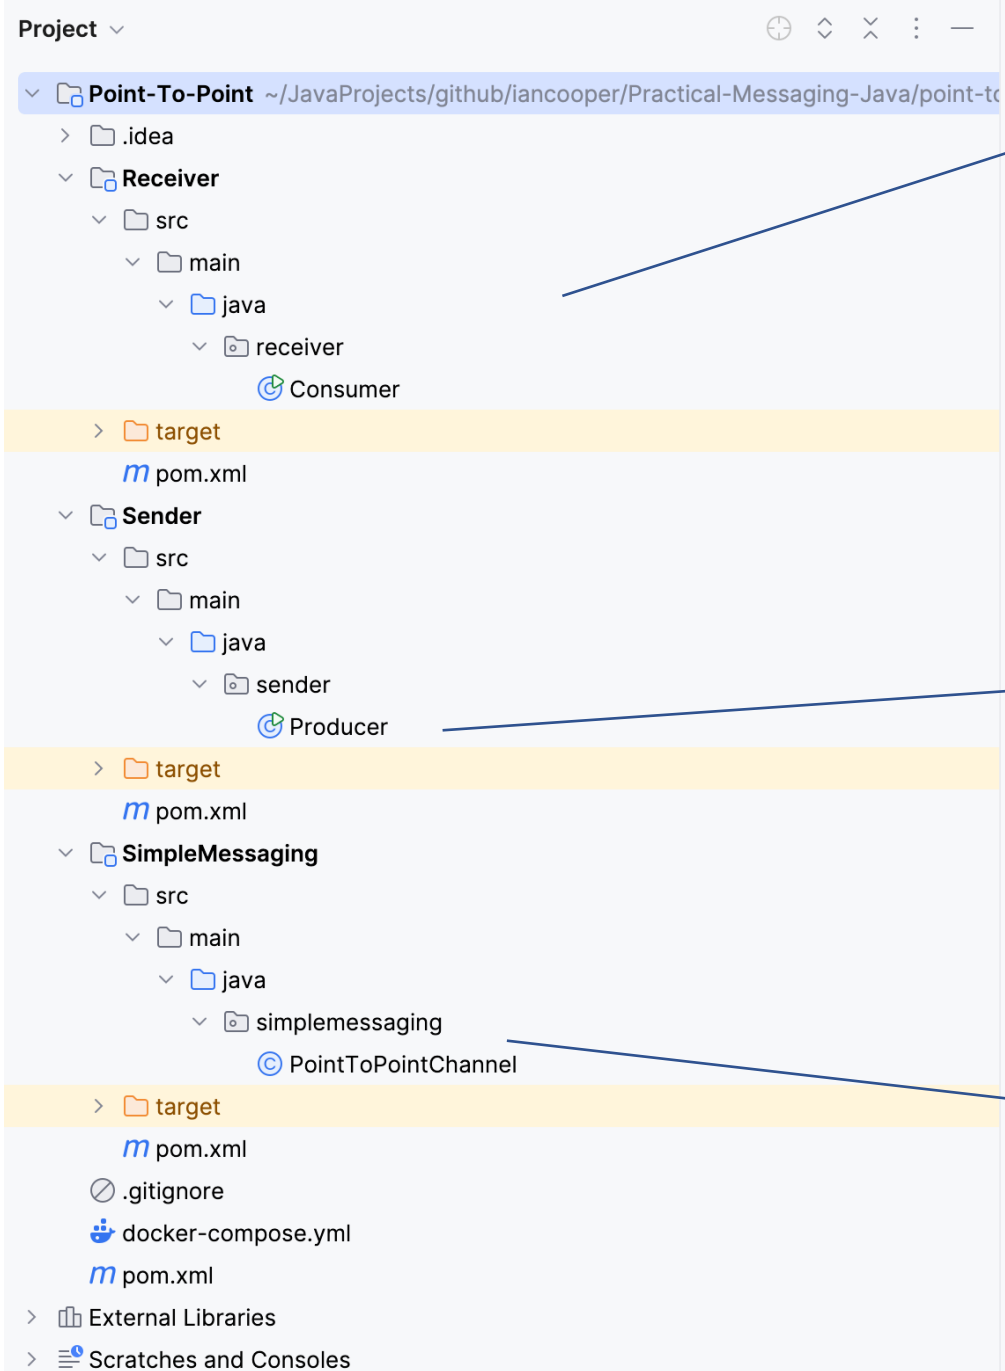 Project
Point-To-Point ~/JavaProjects/github/iancooper/Practical-Messaging-Java/point-to
.idea
Receiver
src
main
java
receiver
Consumer
target
pom.xml
Sender
src
main
java
sender
Producer
target
pom.xml
SimpleMessaging
src
main
java
simplemessaging
PointToPointChannel
target
pom.xml
.gitignore
docker-compose.yml
pom.xml
External Libraries
Scratches and Consoles